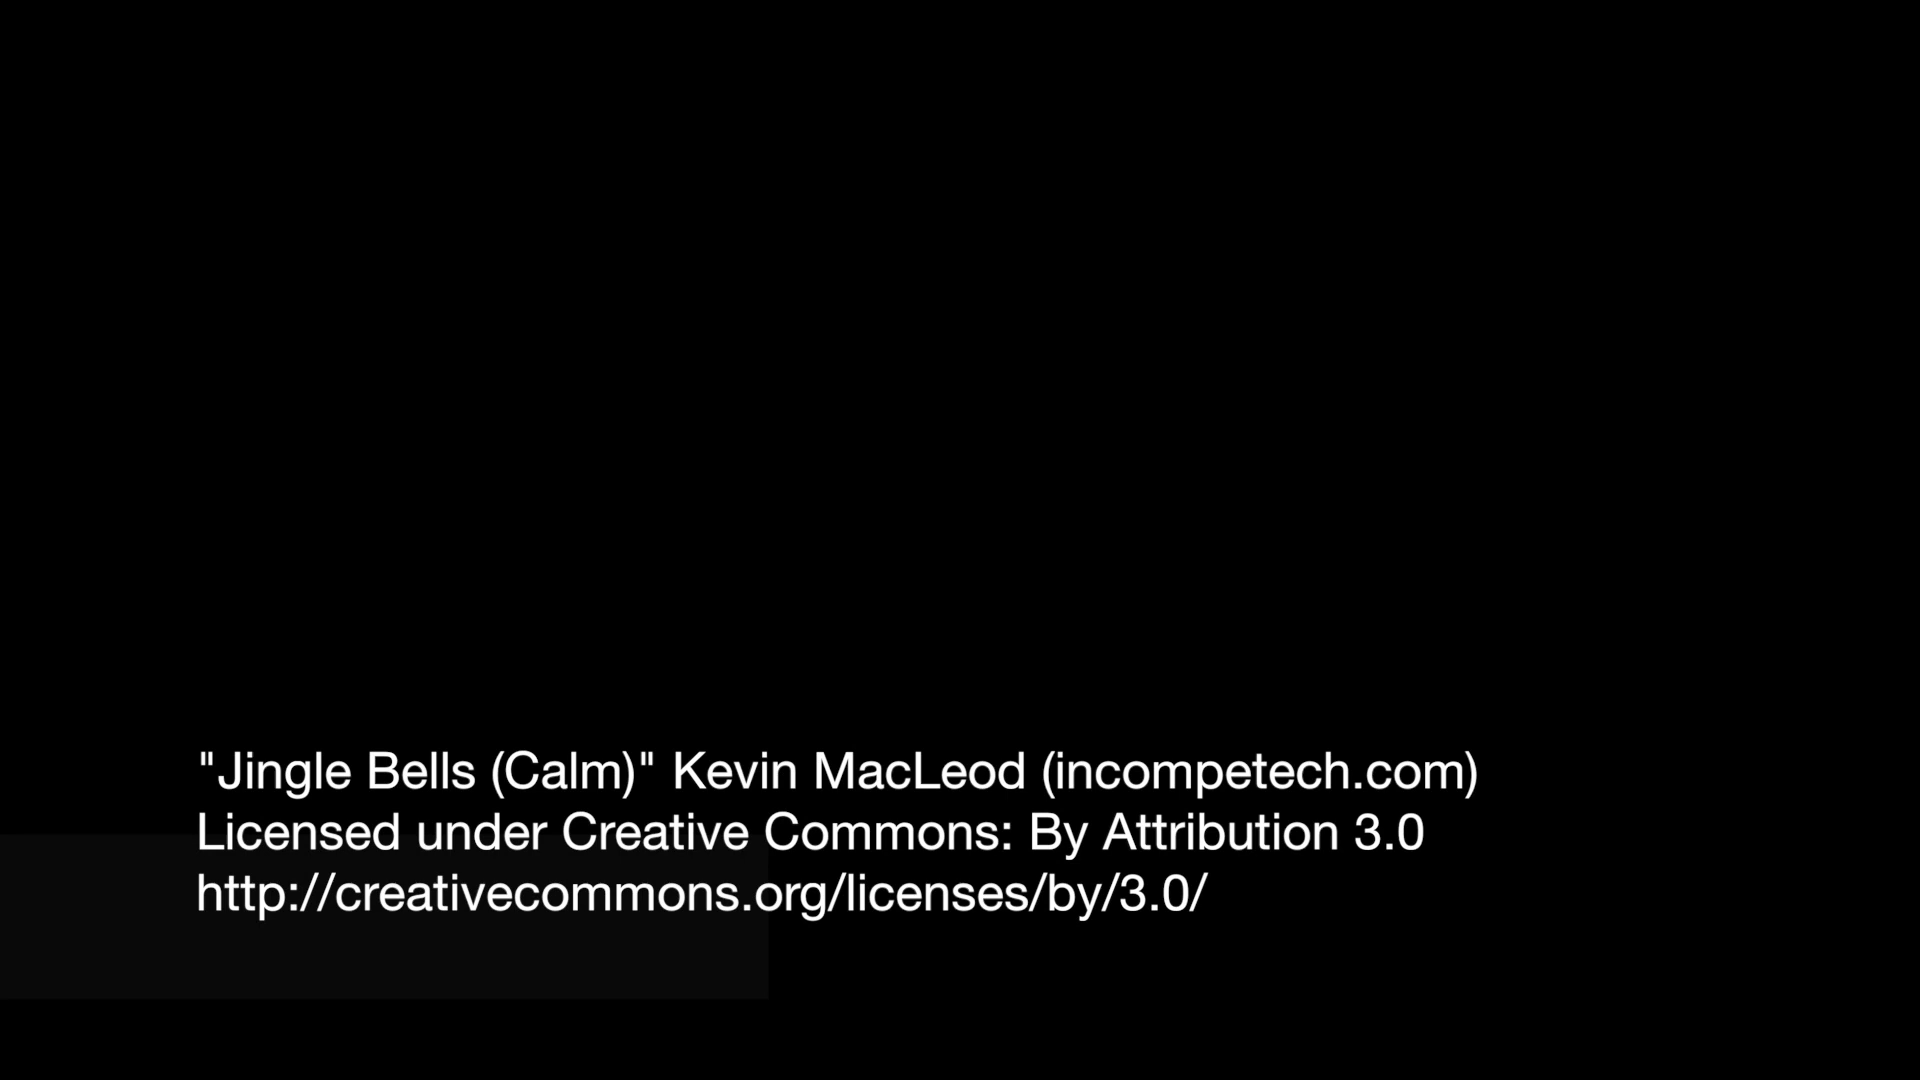 "Jingle Bells (Calm)" Kevin MacLeod (incompetech.com)
Licensed under Creative Commons: By Attribution 3.0
http://creativecommons.org/licenses/by/3.0/